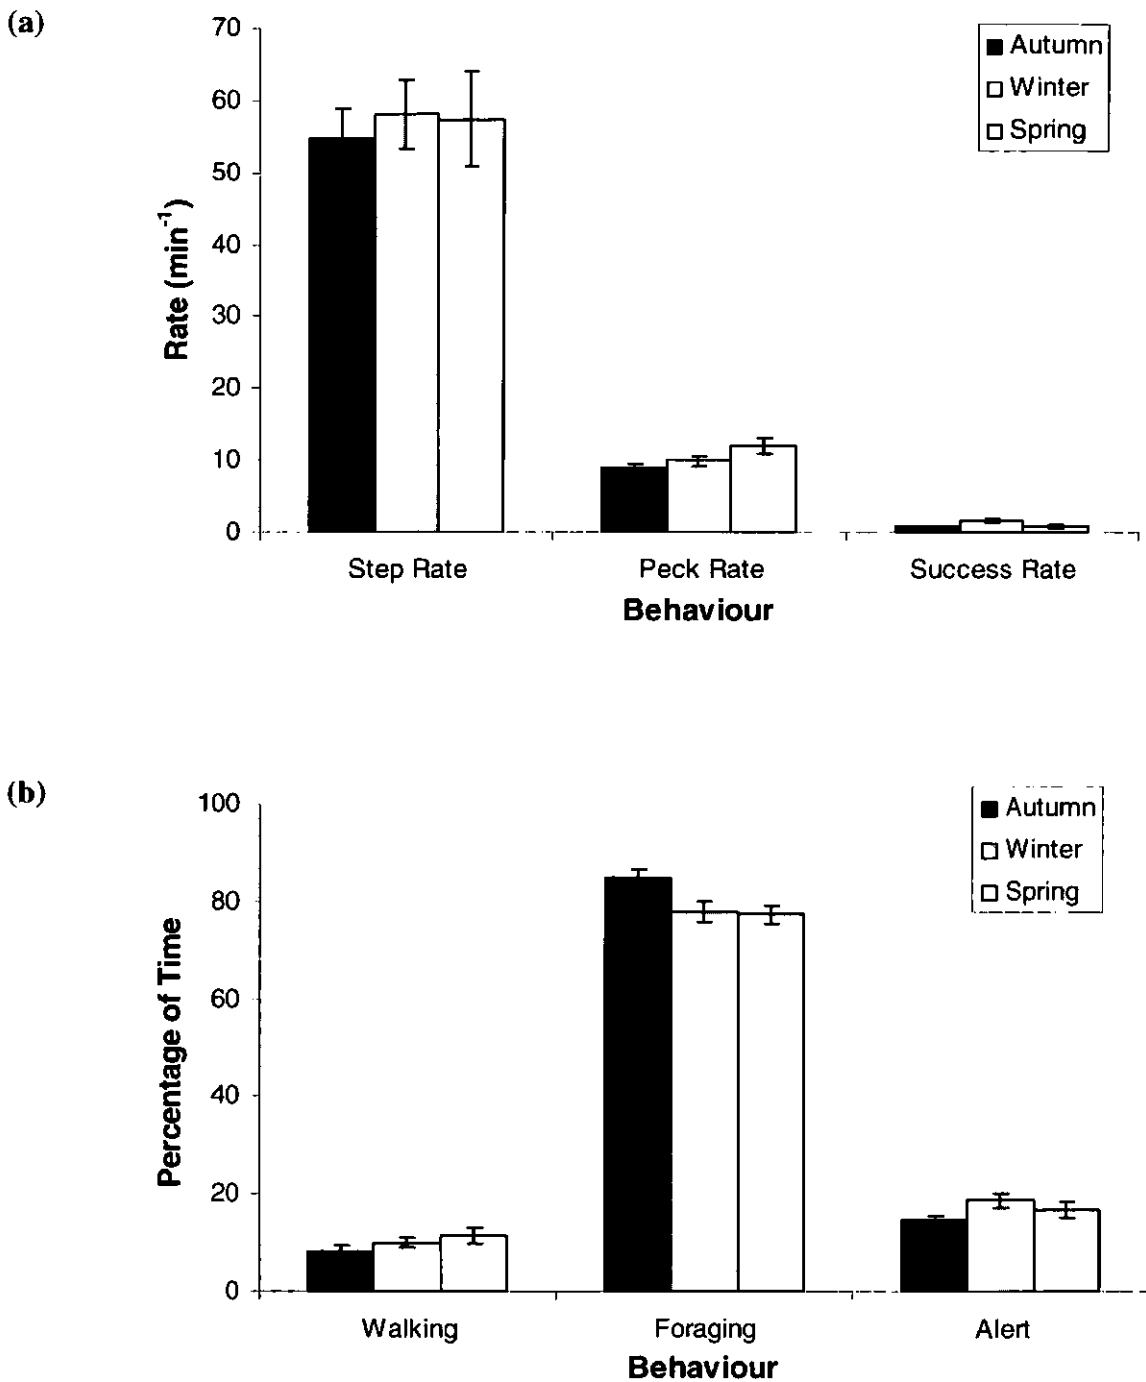 (a)
70
60
50
40
30
20
10
0
Rate (min⁻¹)
Autumn
Winter
Spring
Step Rate Peck Rate Success Rate
Behaviour
(b)
100
80
60
40
20
0
Percentage of Time
Autumn
Winter
Spring
Walking Foraging Alert
Behaviour